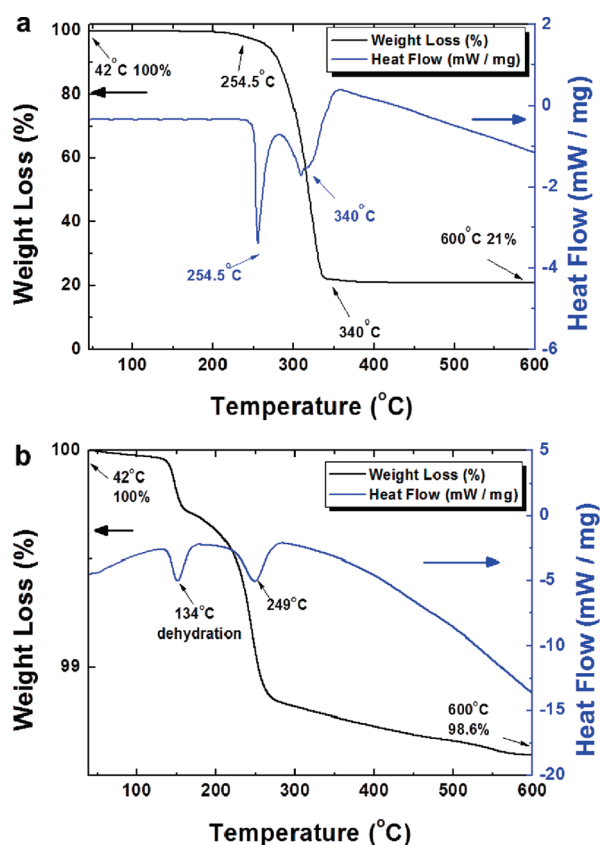 a
Weight Loss (%)
Heat Flow (mW / mg)
42°C 100%
254.5°C
254.5°C
340°C
340°C
600°C 21%
100
80
60
40
20
0
2
0
-2
-4
-6
100 200 300 400 500 600
Weight Loss (%)
Heat Flow (mW / mg)
Temperature (°C)
b
Weight Loss (%)
Heat Flow (mW / mg)
42°C
100%
134°C
dehydration
249°C
600°C
98.6%
100
99
5
0
-5
-10
-15
-20
100 200 300 400 500 600
Weight Loss (%)
Heat Flow (mW / mg)
Temperature (°C)